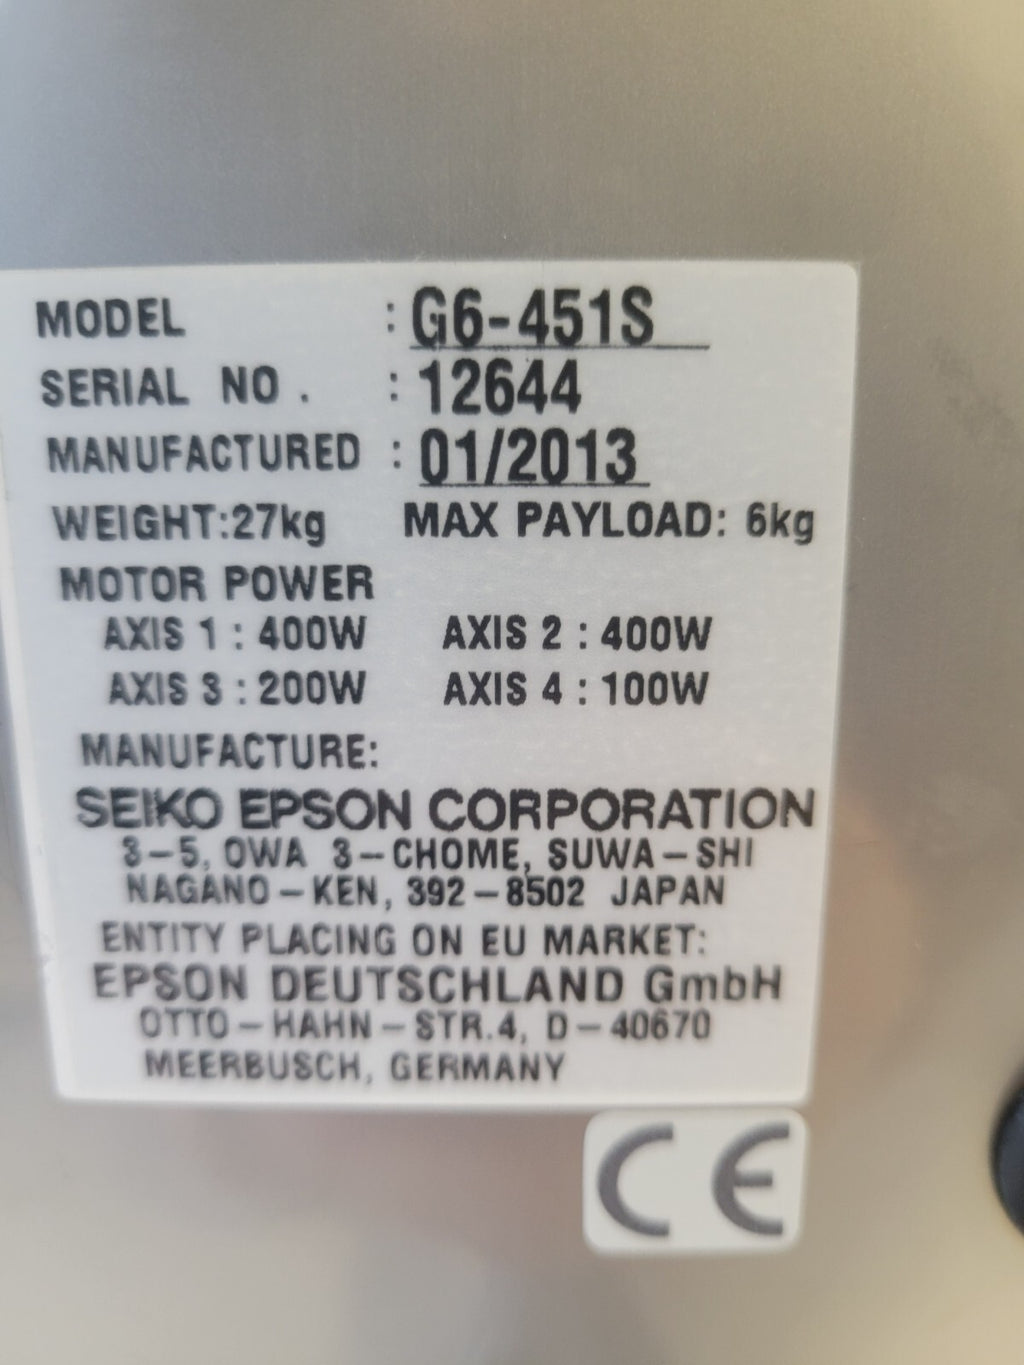 MODEL : G6-451S
SERIAL NO. : 12644
MANUFACTURED : 01/2013
WEIGHT:27kg MAX PAYLOAD: 6kg
MOTOR POWER
AXIS 1 : 400W AXIS 2 : 400W
AXIS 3 : 200W AXIS 4 : 100W
MANUFACTURE:
SEIKO EPSON CORPORATION
3-5, OWA 3-CHOME, SUWA-SHI
NAGANO-KEN, 392-8502 JAPAN
ENTITY PLACING ON EU MARKET:
EPSON DEUTSCHLAND GmbH
OTTO-HAHN-STR.4, D-40670
MEERBUSCH, GERMANY
CE